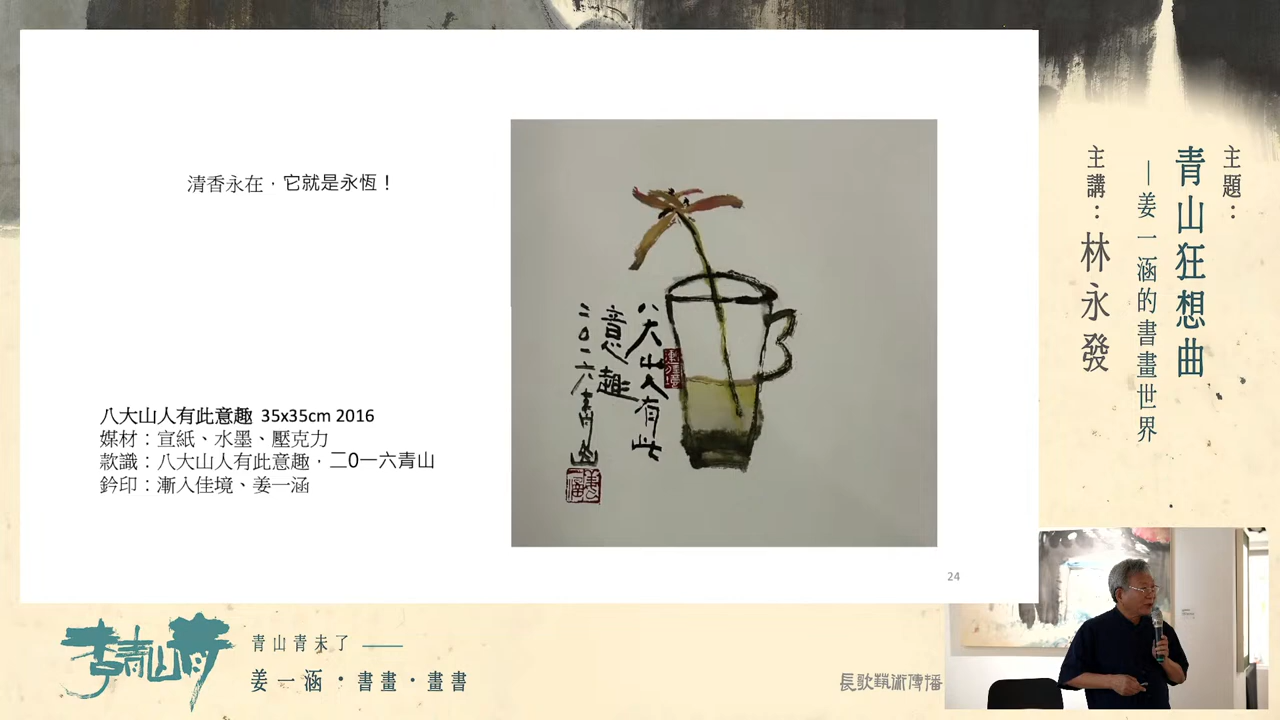 清香永在，它就是永恆！
八大山人有此意趣 35x35cm 2016
媒材：宣紙、水墨、壓克力
款識：八大山人有此意趣，二0一六青山
鈐印：漸入佳境、姜一涵
八大山人有此
意趣
二〇一六青山
24
主題：
青山狂想曲
—姜一涵的書畫世界
主講：林永發
青山青未了——
姜一涵・書畫・畫書
長歌藝術傳播